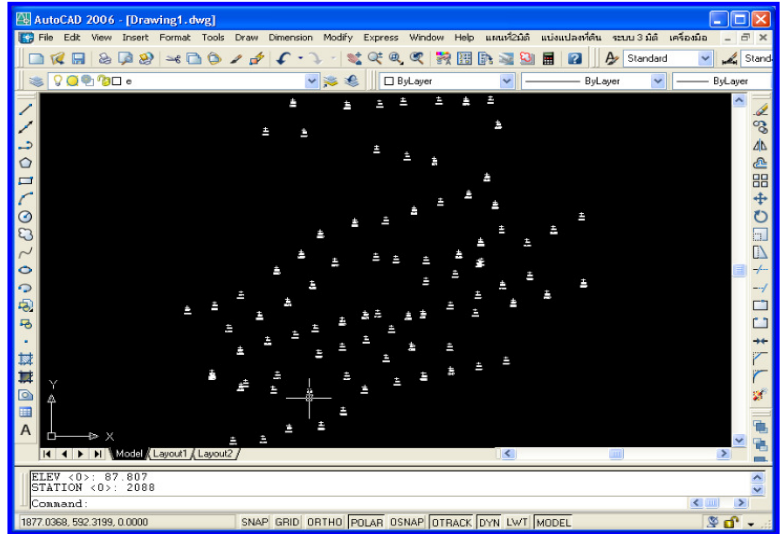 AutoCAD 2006 - [Drawing1.dwg]
File Edit View Insert Format Tools Draw Dimension Modify Express Window Help แผนที่2มิติ แบ่งแปลงที่ดิน ระบบ 3 มิติ เครื่องมือ
Standard Stand
e ByLayer ByLayer ByLayer
Y
X
A
Model Layout1 Layout2
ELEV <0>: 87.807
STATION <0>: 2088
Command:
1877.0368, 592.3199, 0.0000 SNAP GRID ORTHO POLAR OSNAP OTRACK DYN LWT MODEL